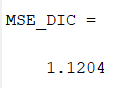 MSE_DIC =
1.1204